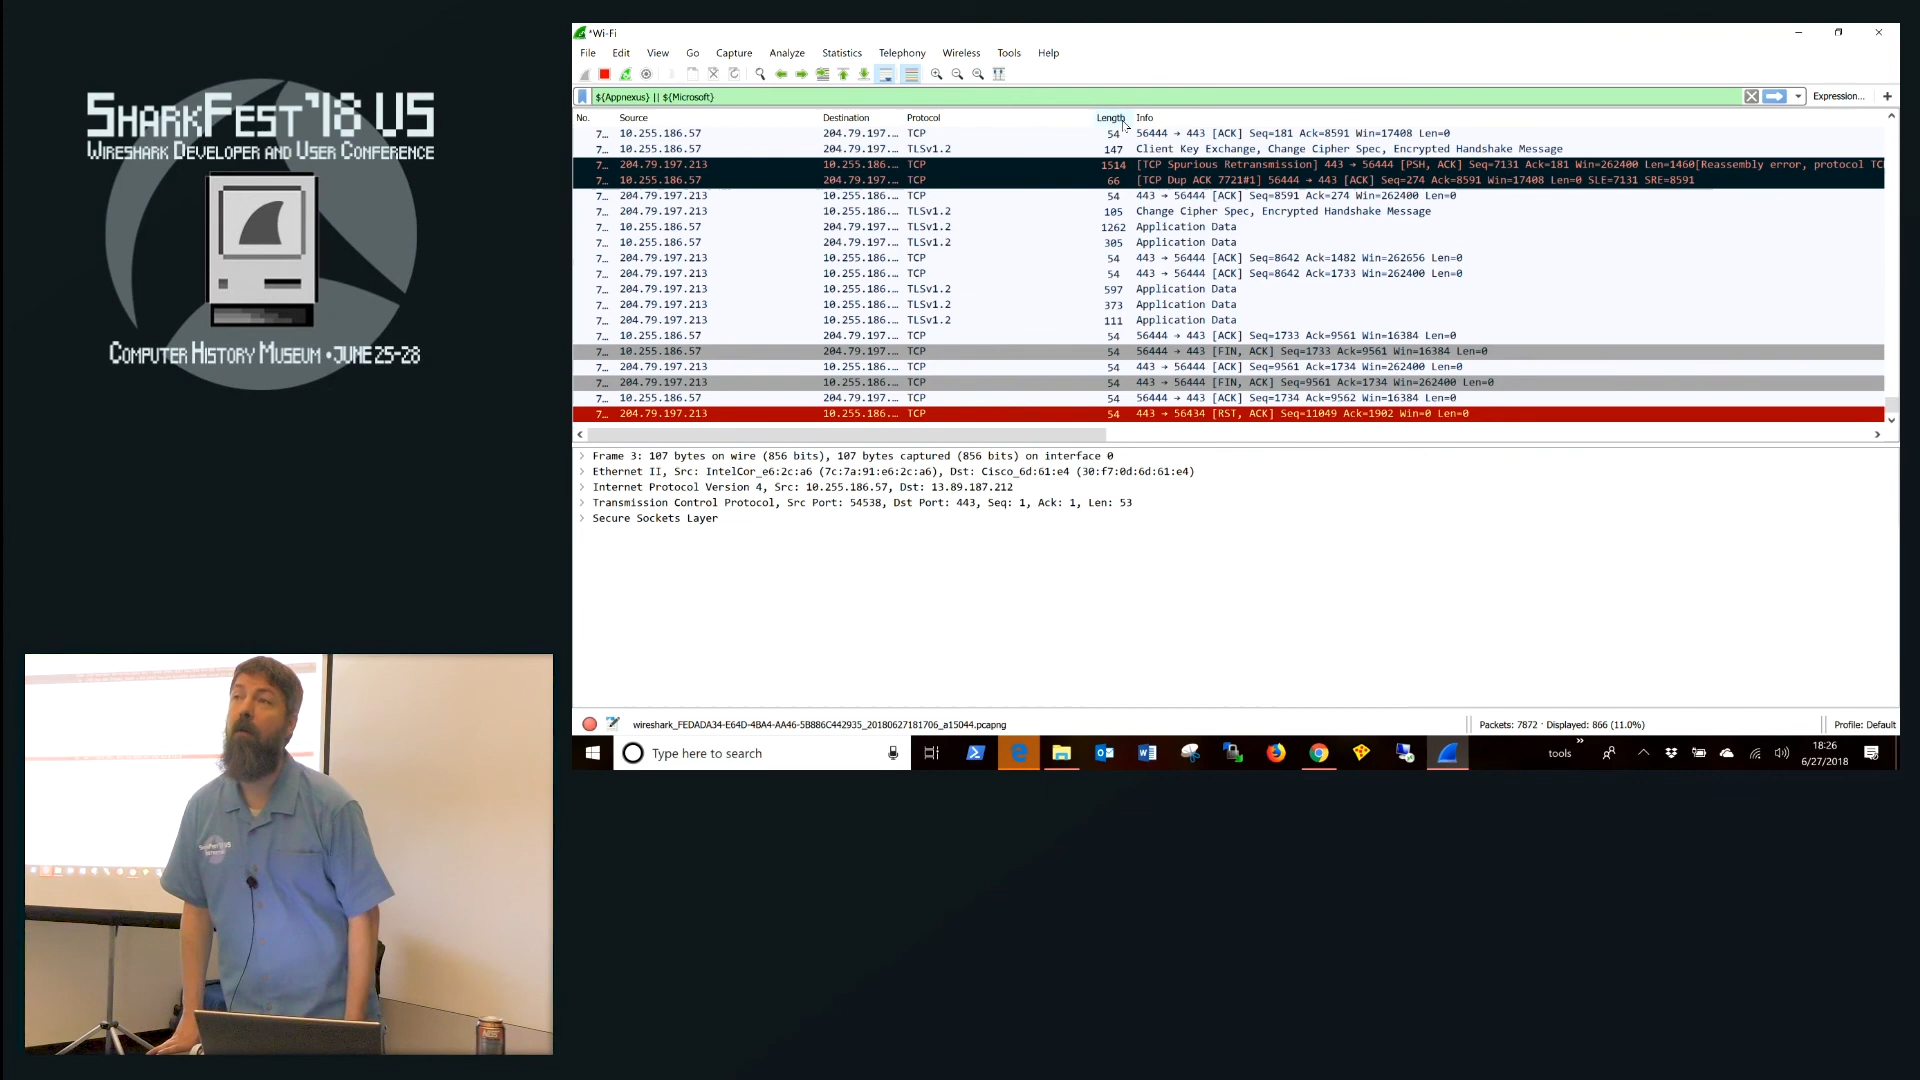 SHARKFEST '18 US
WIRESHARK DEVELOPER AND USER CONFERENCE
COMPUTER HISTORY MUSEUM • JUNE 25-28
*Wi-Fi
File Edit View Go Capture Analyze Statistics Telephony Wireless Tools Help
${Appnexus} || ${Microsoft}
Expression... +
No. Source Destination Protocol Length Info
7... 10.255.186.57 204.79.197... TCP 54 56444 → 443 [ACK] Seq=181 Ack=8591 Win=17408 Len=0
7... 10.255.186.57 204.79.197... TLSv1.2 147 Client Key Exchange, Change Cipher Spec, Encrypted Handshake Message
7... 204.79.197.213 10.255.186... TCP 1514 [TCP Spurious Retransmission] 443 → 56444 [PSH, ACK] Seq=7131 Ack=181 Win=262400 Len=1460[Reassembly error, protocol TC
7... 10.255.186.57 204.79.197... TCP 66 [TCP Dup ACK 7721#1] 56444 → 443 [ACK] Seq=274 Ack=8591 Win=17408 Len=0 SLE=7131 SRE=8591
7... 204.79.197.213 10.255.186... TCP 54 443 → 56444 [ACK] Seq=8591 Ack=274 Win=262400 Len=0
7... 204.79.197.213 10.255.186... TLSv1.2 105 Change Cipher Spec, Encrypted Handshake Message
7... 10.255.186.57 204.79.197... TLSv1.2 1262 Application Data
7... 10.255.186.57 204.79.197... TLSv1.2 305 Application Data
7... 204.79.197.213 10.255.186... TCP 54 443 → 56444 [ACK] Seq=8642 Ack=1482 Win=262656 Len=0
7... 204.79.197.213 10.255.186... TCP 54 443 → 56444 [ACK] Seq=8642 Ack=1733 Win=262400 Len=0
7... 204.79.197.213 10.255.186... TLSv1.2 597 Application Data
7... 204.79.197.213 10.255.186... TLSv1.2 373 Application Data
7... 204.79.197.213 10.255.186... TLSv1.2 111 Application Data
7... 10.255.186.57 204.79.197... TCP 54 56444 → 443 [ACK] Seq=1733 Ack=9561 Win=16384 Len=0
7... 10.255.186.57 204.79.197... TCP 54 56444 → 443 [FIN, ACK] Seq=1733 Ack=9561 Win=16384 Len=0
7... 204.79.197.213 10.255.186... TCP 54 443 → 56444 [ACK] Seq=9561 Ack=1734 Win=262400 Len=0
7... 204.79.197.213 10.255.186... TCP 54 443 → 56444 [FIN, ACK] Seq=9561 Ack=1734 Win=262400 Len=0
7... 10.255.186.57 204.79.197... TCP 54 56444 → 443 [ACK] Seq=1734 Ack=9562 Win=16384 Len=0
7... 204.79.197.213 10.255.186... TCP 54 443 → 56434 [RST, ACK] Seq=11049 Ack=1902 Win=0 Len=0
Frame 3: 107 bytes on wire (856 bits), 107 bytes captured (856 bits) on interface 0
Ethernet II, Src: IntelCor_e6:2c:a6 (7c:7a:91:e6:2c:a6), Dst: Cisco_6d:61:e4 (30:f7:0d:6d:61:e4)
Internet Protocol Version 4, Src: 10.255.186.57, Dst: 13.89.187.212
Transmission Control Protocol, Src Port: 54538, Dst Port: 443, Seq: 1, Ack: 1, Len: 53
Secure Sockets Layer
wireshark_FEDADA34-E64D-4BA4-AA46-5B886C442935_20180627181706_a15044.pcapng
Packets: 7872 · Displayed: 866 (11.0%)
Profile: Default
Type here to search
tools
18:26
6/27/2018